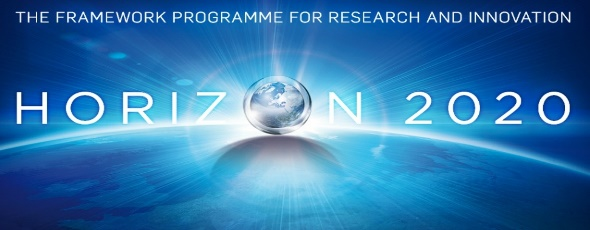 THE FRAMEWORK PROGRAMME FOR RESEARCH AND INNOVATION
HORIZON 2020